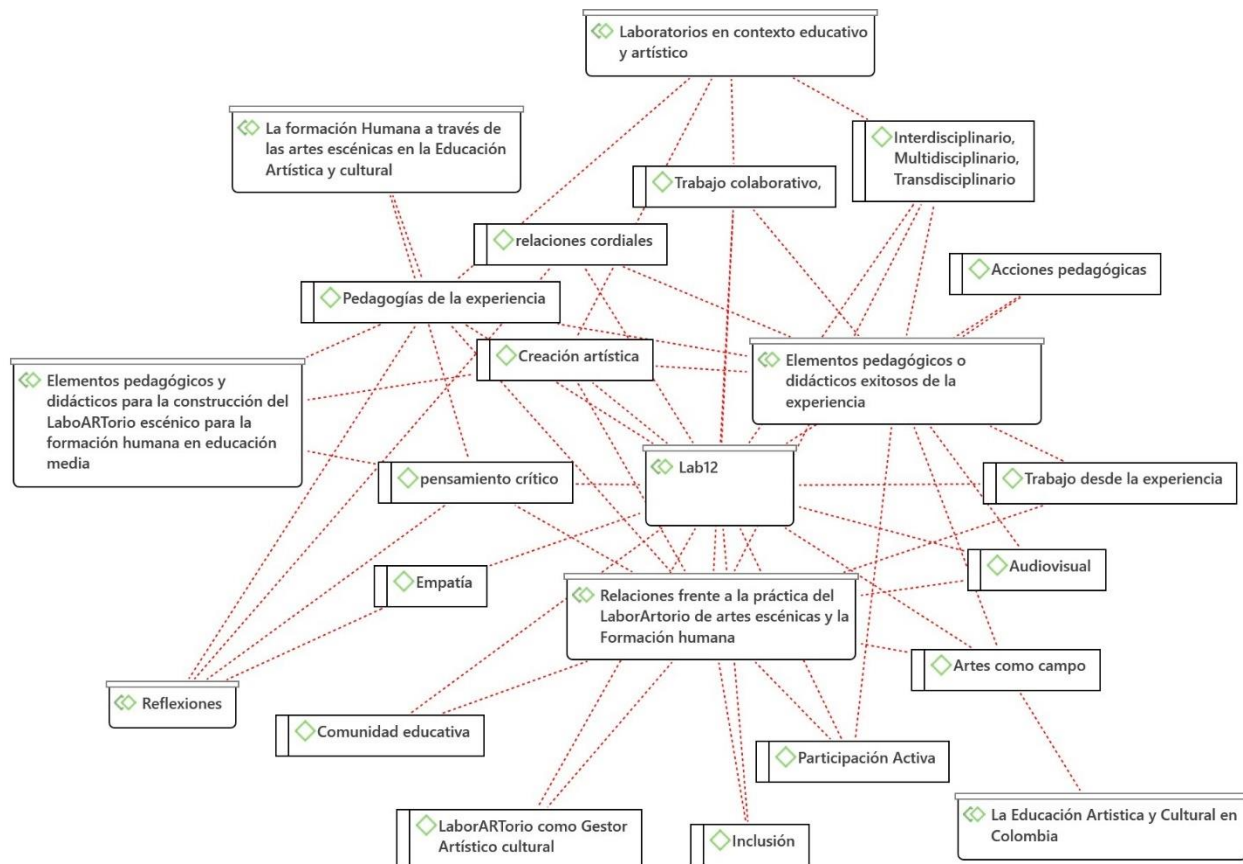 Laboratorios en contexto educativo
y artístico
La formación Humana a través de
las artes escénicas en la Educación
Artística y cultural
Interdisciplinario,
Multidisciplinario,
Transdisciplinario
Trabajo colaborativo,
relaciones cordiales
Acciones pedagógicas
Pedagogías de la experiencia
Creación artística
Elementos pedagógicos o
didácticos exitosos de la
experiencia
Elementos pedagógicos y
didácticos para la construcción del
LaboARTorio escénico para la
formación humana en educación
media
Lab12
pensamiento crítico
Trabajo desde la experiencia
Audiovisual
Empatía
Relaciones frente a la práctica del
LaborArtorio de artes escénicas y la
Formación humana
Artes como campo
Reflexiones
Comunidad educativa
Participación Activa
LaborARTorio como Gestor
Artístico cultural
Inclusión
La Educación Artistica y Cultural en
Colombia